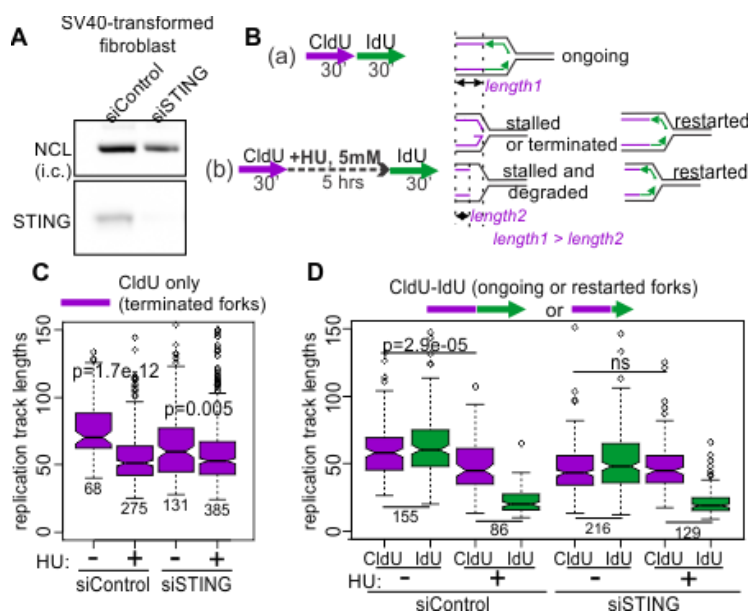 A
SV40-transformed
fibroblast
siControl
siSTING
NCL
(i.c.)
STING
B
(a)
CldU IdU
30' 30'
ongoing
length1
(b)
CldU +HU, 5mM IdU
30' 5 hrs 30'
stalled
or terminated
restarted
stalled and
degraded
restarted
length2
length1 > length2
C
CldU only
(terminated forks)
replication track lengths
150
100
50
0
p=1.7e-12
p=0.005
68
275
131
385
HU: - + - +
siControl siSTING
D
CldU-IdU (ongoing or restarted forks)
or
replication track lengths
150
100
50
0
p=2.9e-05
ns
155
86
216
129
CldU IdU CldU IdU CldU IdU CldU IdU
HU: - + - +
siControl siSTING